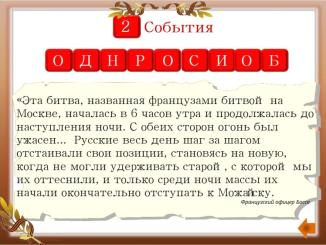 2 События
О Д Н Р О С И О Б
«Эта битва, названная французами битвой на
Москве, началась в 6 часов утра и продолжалась до
наступления ночи. С обеих сторон огонь был
ужасен... Русские весь день шаг за шагом
отстаивали свои позиции, становясь на новую,
когда не могли удерживать старой , с которой мы
их оттеснили, и только среди ночи массы их
начали окончательно отступать к Можайску.
Французский офицер Боссе